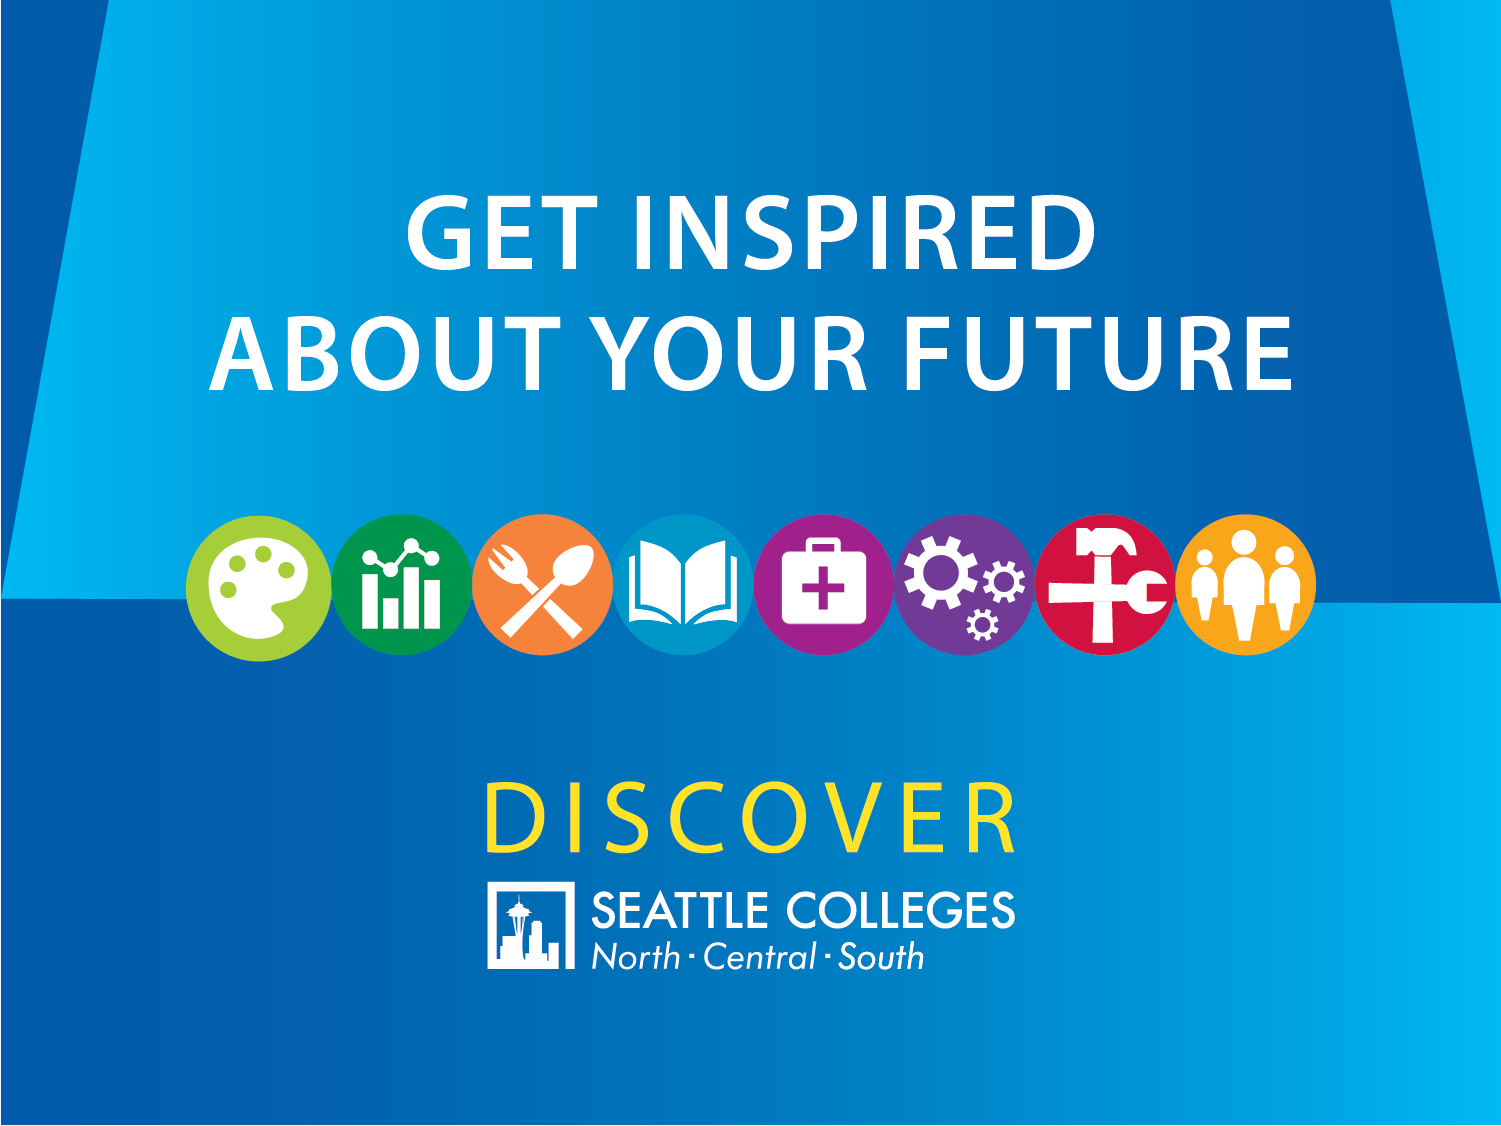 GET INSPIRED
ABOUT YOUR FUTURE
DISCOVER
SEATTLE COLLEGES
North · Central · South